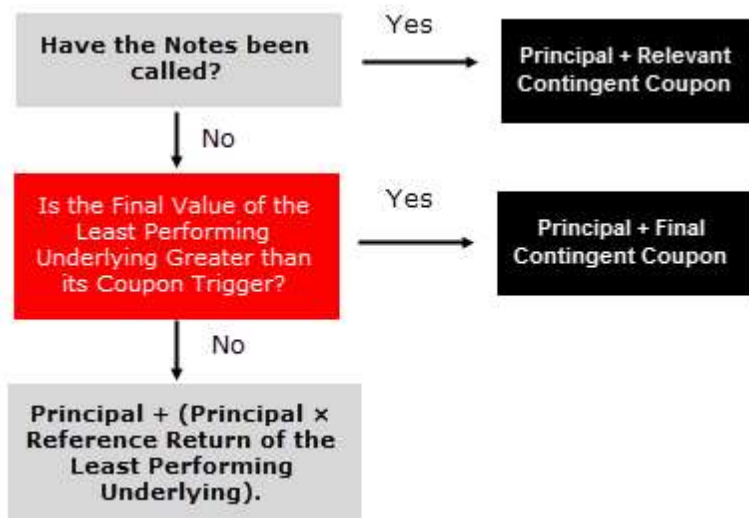 Have the Notes been
called?
Yes
Principal + Relevant
Contingent Coupon
No
Is the Final Value of the
Least Performing
Underlying Greater than
its Coupon Trigger?
Yes
Principal + Final
Contingent Coupon
No
Principal + (Principal ×
Reference Return of the
Least Performing
Underlying).